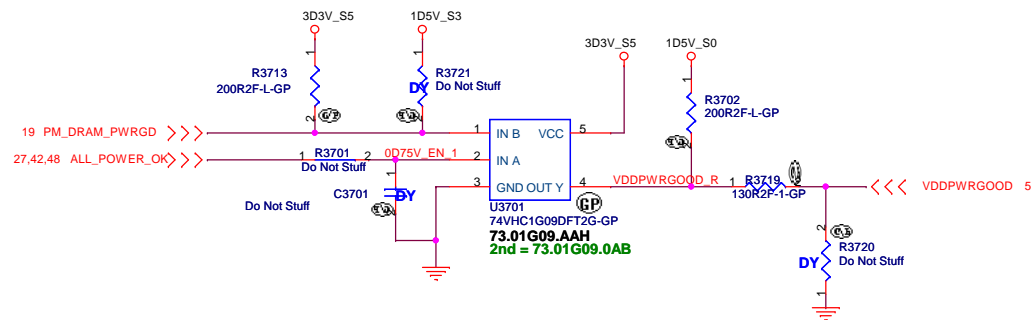 3D3V_S5
1D5V_S3
3D3V_S5
1D5V_S0
1
R3713
200R2F-L-GP
2
1
R3721
Do Not Stuff
DY
2
1
R3702
200R2F-L-GP
2
19 PM_DRAM_PWRGD
27,42,48 ALL_POWER_OK
1
R3701
Do Not Stuff
2
0D75V_EN_1
1
C3701
Do Not Stuff
DY
2
1 IN B
VCC 5
2 IN A
3 GND
OUT Y 4
U3701
GP
74VHC1G09DFT2G-GP
73.01G09.AAH
2nd = 73.01G09.0AB
VDDPWRGOOD_R
1
R3719
130R2F-1-GP
VDDPWRGOOD 5
2
R3720
Do Not Stuff
DY
1